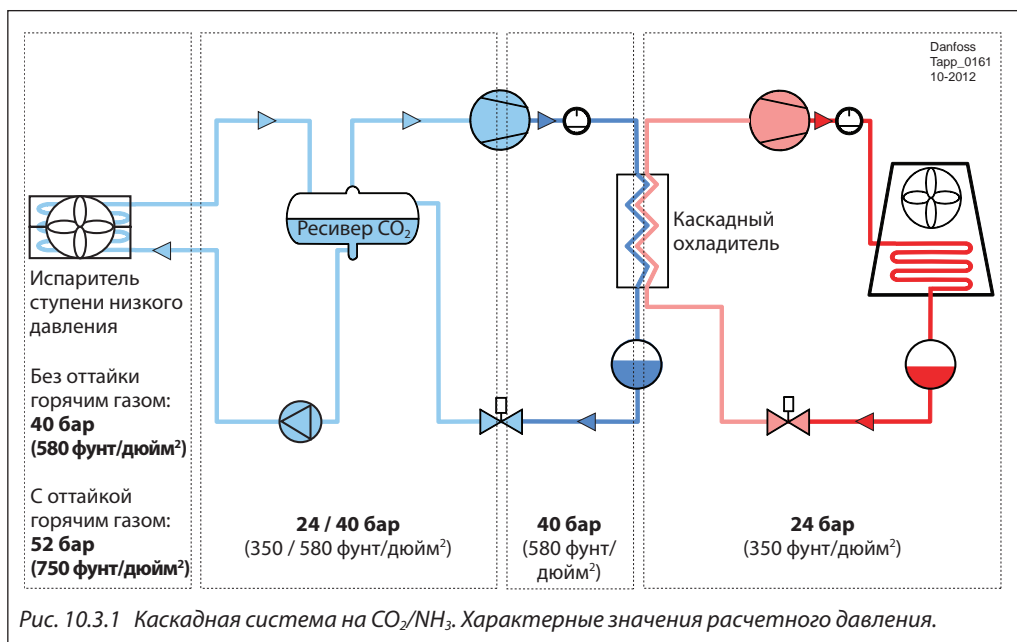 Danfoss
Tapp_0161
10-2012
Ресивер CO₂
Каскадный
охладитель
Испаритель
ступени низкого
давления
Без оттайки
горячим газом:
40 бар
(580 фунт/дюйм²)
С оттайкой
горячим газом:
52 бар
(750 фунт/дюйм²)
24 / 40 бар
(350 / 580 фунт/дюйм²)
40 бар
(580 фунт/
дюйм²)
24 бар
(350 фунт/дюйм²)
Рис. 10.3.1 Каскадная система на CO₂/NH₃. Характерные значения расчетного давления.